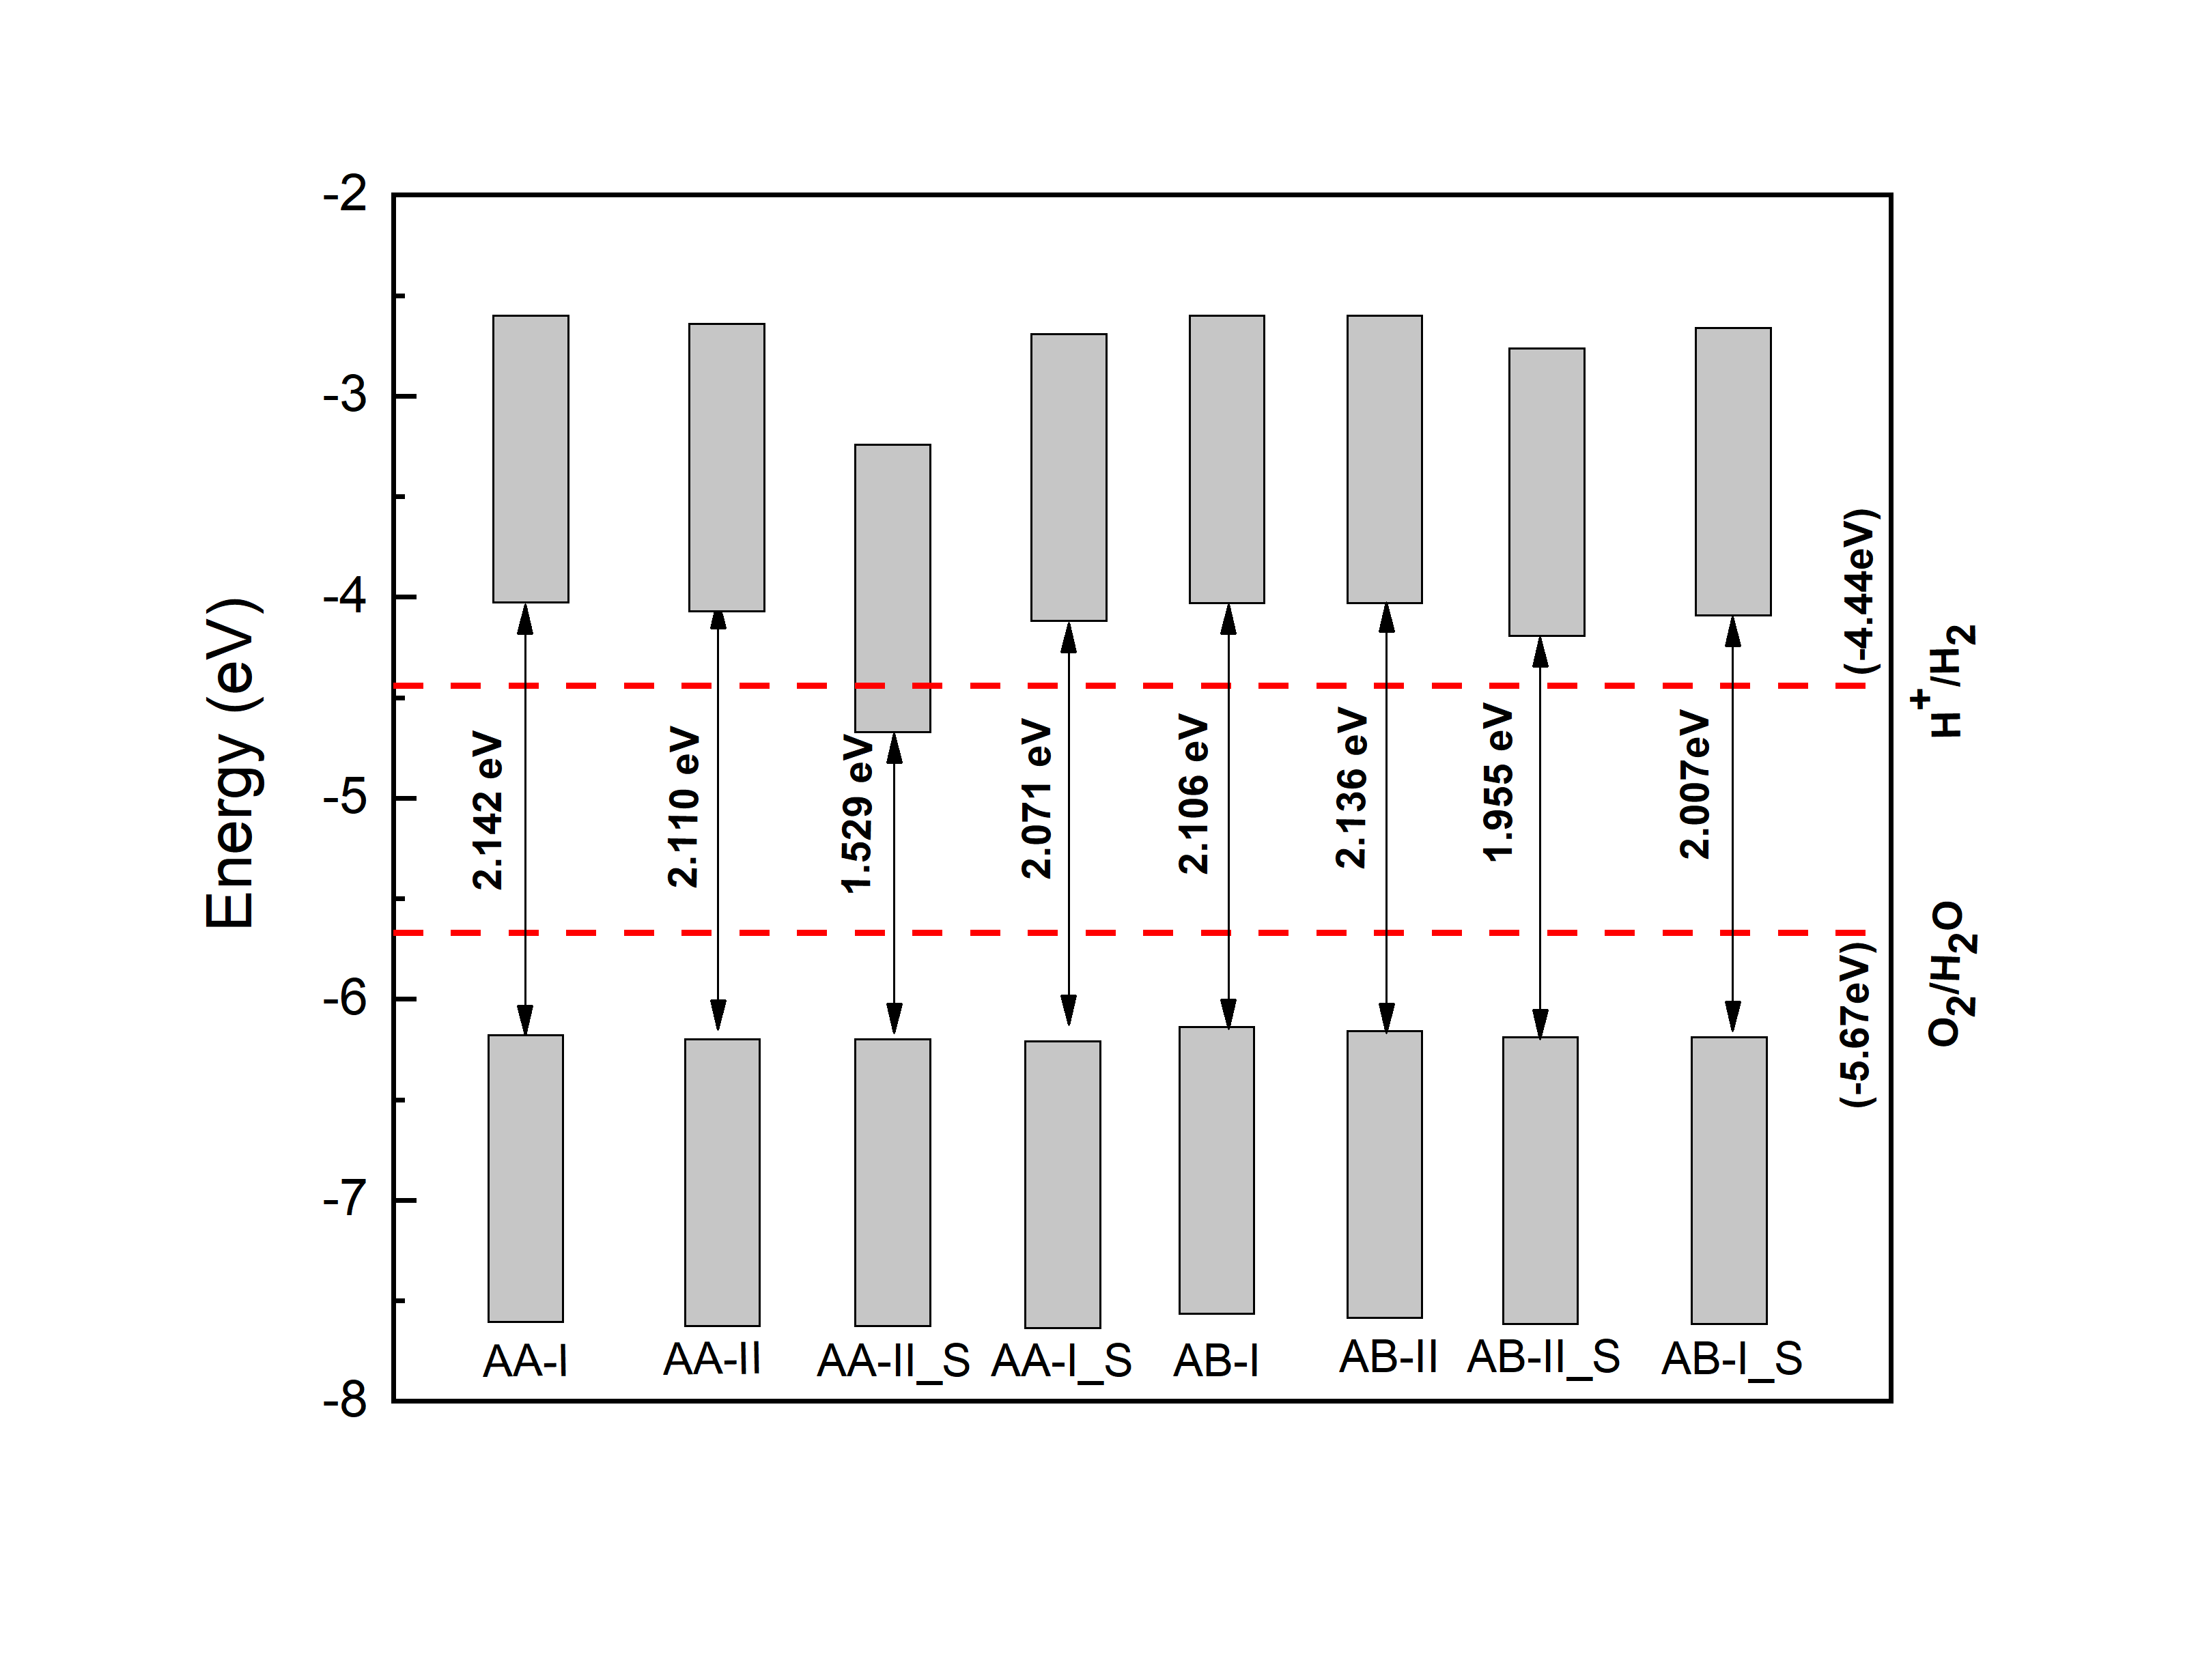 Energy (eV)
-2
-3
-4
-5
-6
-7
-8
2.142 eV
2.110 eV
1.529 eV
2.071 eV
2.106 eV
2.136 eV
1.955 eV
2.007eV
(-4.44eV)
H⁺/H₂
(-5.67eV)
O₂/H₂O
AA-I
AA-II
AA-II_S
AA-I_S
AB-I
AB-II
AB-II_S
AB-I_S